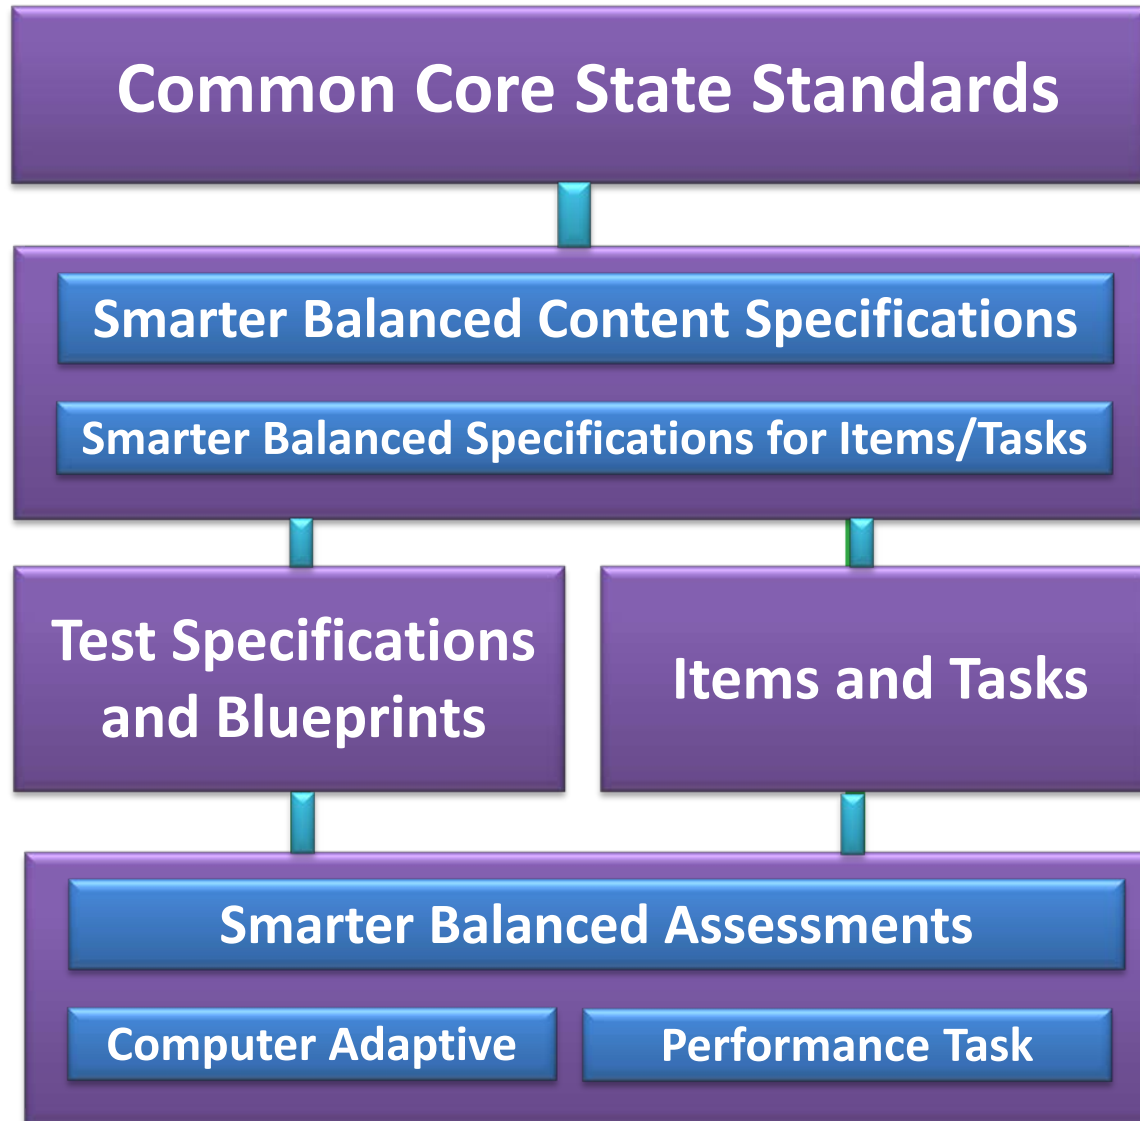 Common Core State Standards
Smarter Balanced Content Specifications
Smarter Balanced Specifications for Items/Tasks
Test Specifications
and Blueprints
Items and Tasks
Smarter Balanced Assessments
Computer Adaptive
Performance Task